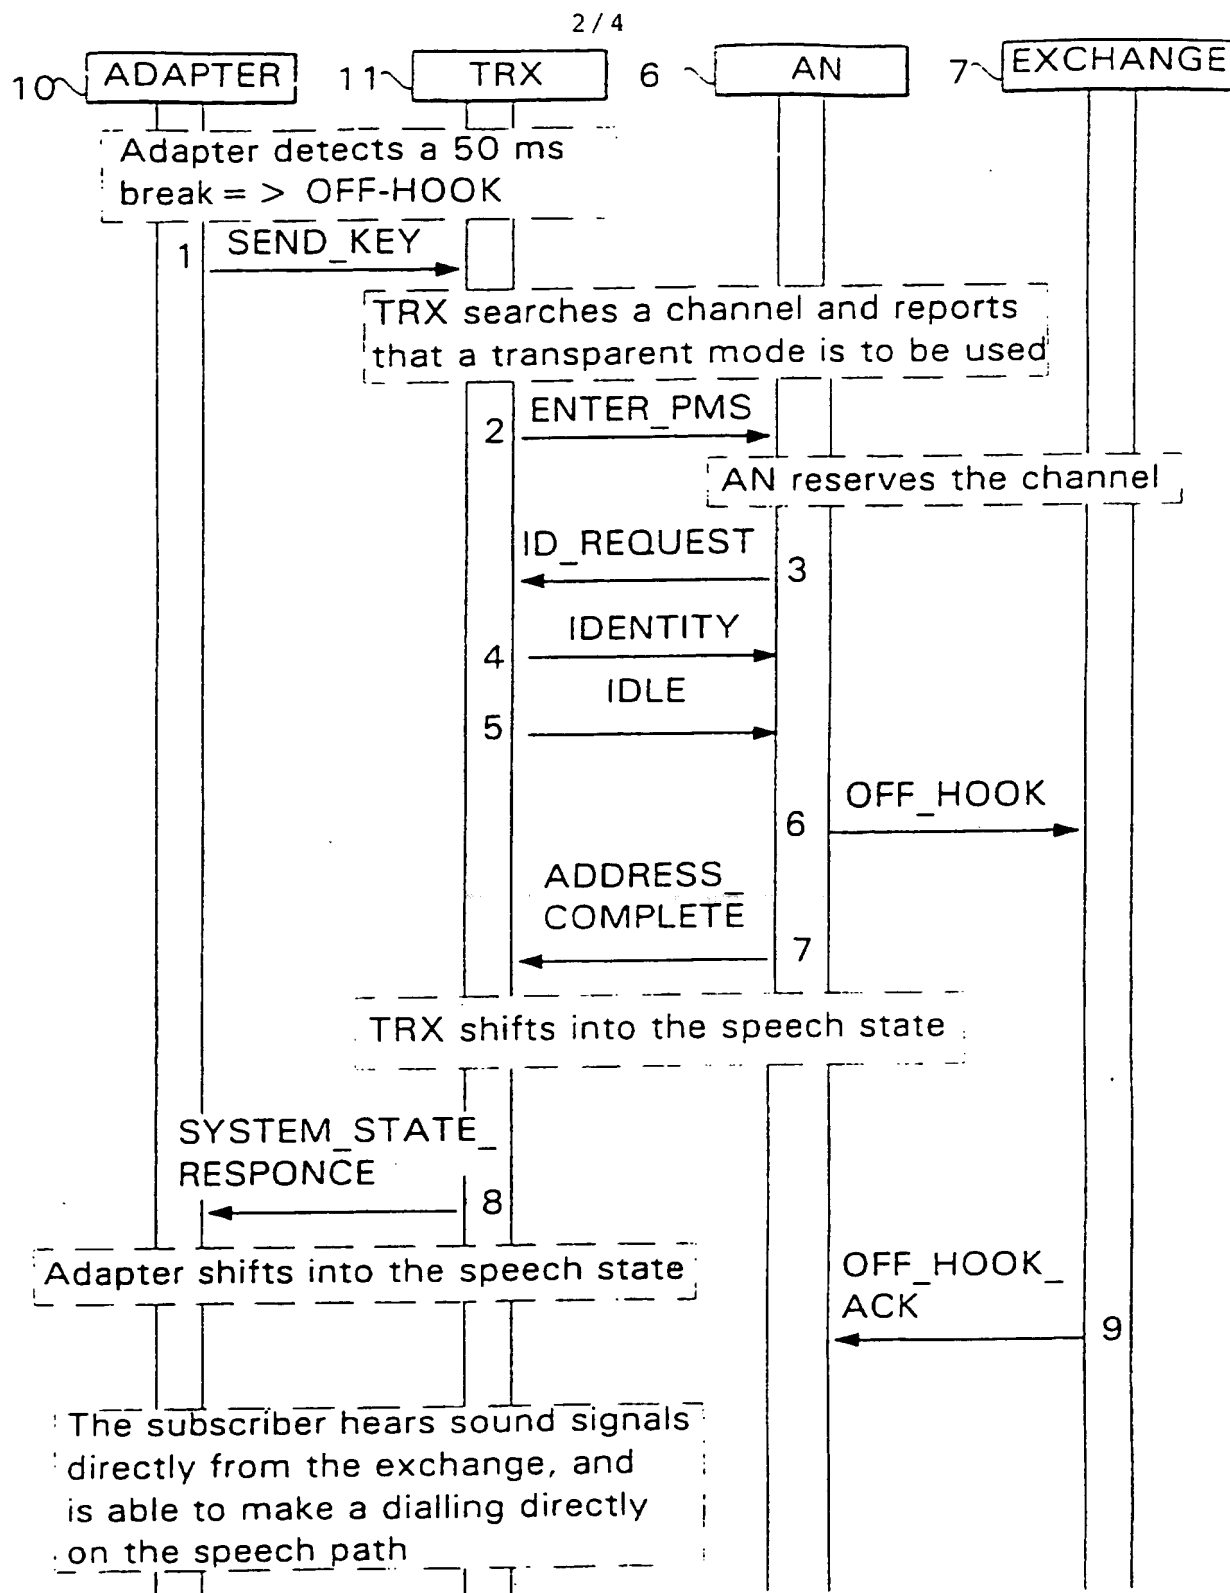 2/4
10 ADAPTER 11 TRX 6 AN 7 EXCHANGE
Adapter detects a 50 ms
break = > OFF-HOOK
1 SEND_KEY
TRX searches a channel and reports
that a transparent mode is to be used
2 ENTER_PMS
AN reserves the channel
ID_REQUEST 3
IDENTITY
4
IDLE
5
OFF_HOOK
6
ADDRESS_
COMPLETE
7
TRX shifts into the speech state
SYSTEM_STATE_
RESPONCE
8
Adapter shifts into the speech state
OFF_HOOK_
ACK
9
The subscriber hears sound signals
directly from the exchange, and
is able to make a dialling directly
on the speech path